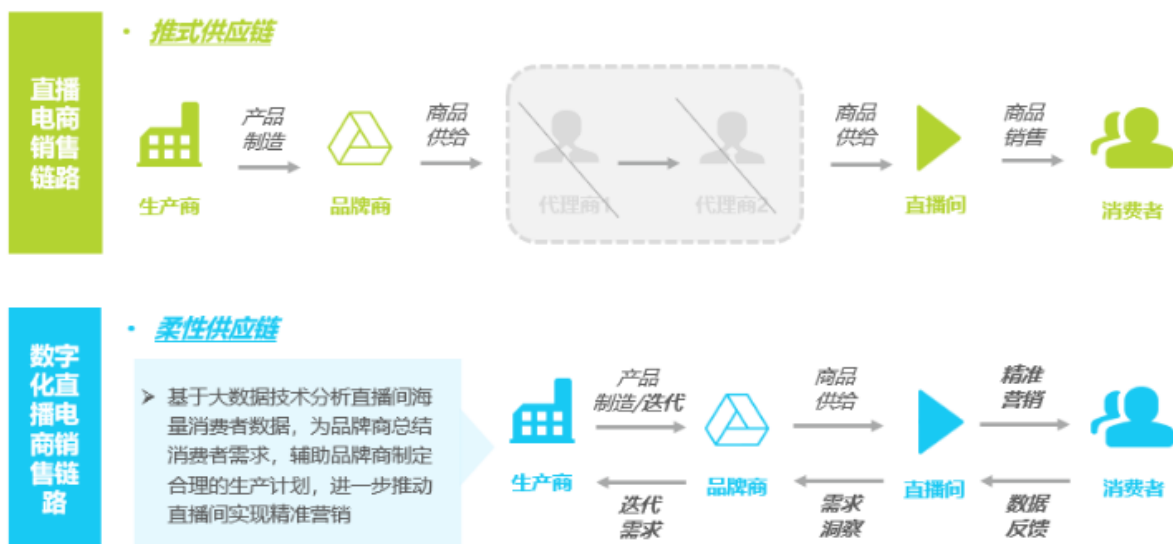 直播
电商
销售
链路
• 推式供应链
产品
制造
商品
供给
商品
供给
商品
销售
生产商
品牌商
代理商1
代理商2
直播间
消费者
数字
化直
播电
商销
售链
路
• 柔性供应链
➢ 基于大数据技术分析直播间海
量消费者数据，为品牌商总结
消费者需求，辅助品牌商制定
合理的生产计划，进一步推动
直播间实现精准营销
产品
制造/迭代
商品
供给
精准
营销
生产商
品牌商
直播间
消费者
迭代
需求
需求
洞察
数据
反馈